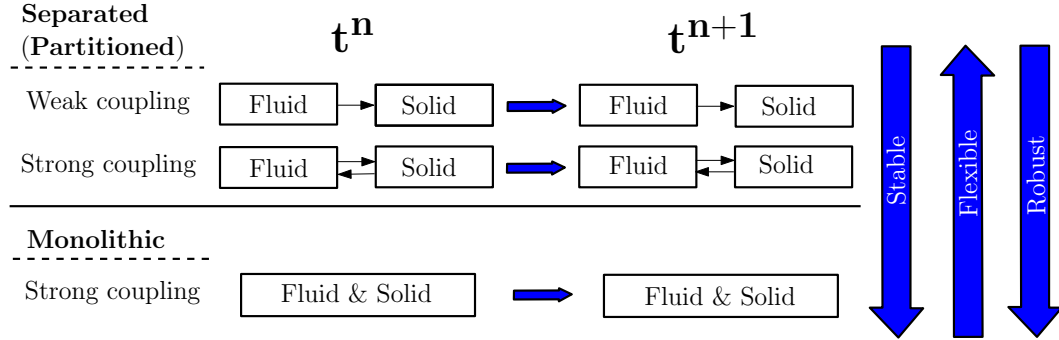 Separated
(Partitioned)
t^n
t^{n+1}
Weak coupling
Fluid
Solid
Fluid
Solid
Strong coupling
Fluid
Solid
Fluid
Solid
Monolithic
Strong coupling
Fluid & Solid
Fluid & Solid
Stable
Flexible
Robust